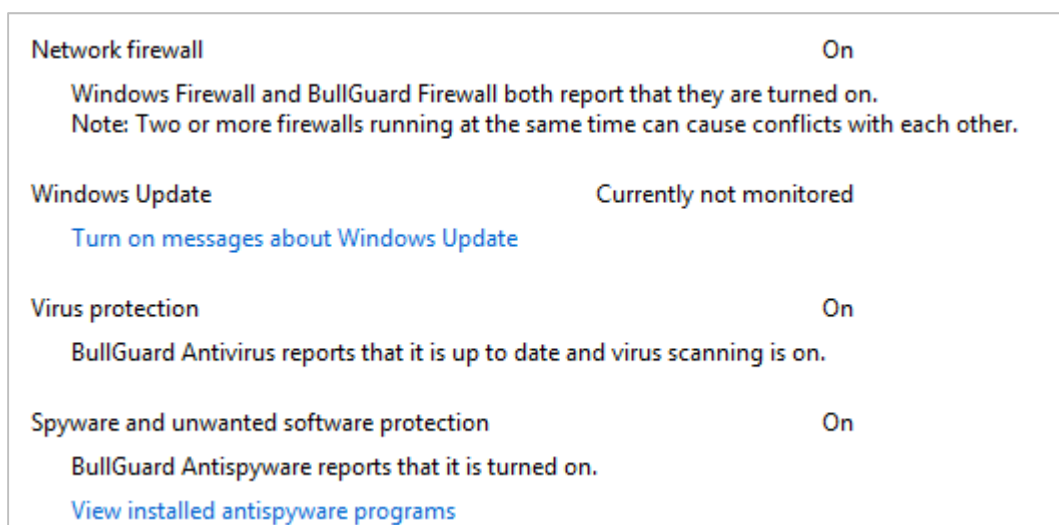 Network firewall On
Windows Firewall and BullGuard Firewall both report that they are turned on.
Note: Two or more firewalls running at the same time can cause conflicts with each other.
Windows Update Currently not monitored
Turn on messages about Windows Update
Virus protection On
BullGuard Antivirus reports that it is up to date and virus scanning is on.
Spyware and unwanted software protection On
BullGuard Antispyware reports that it is turned on.
View installed antispyware programs